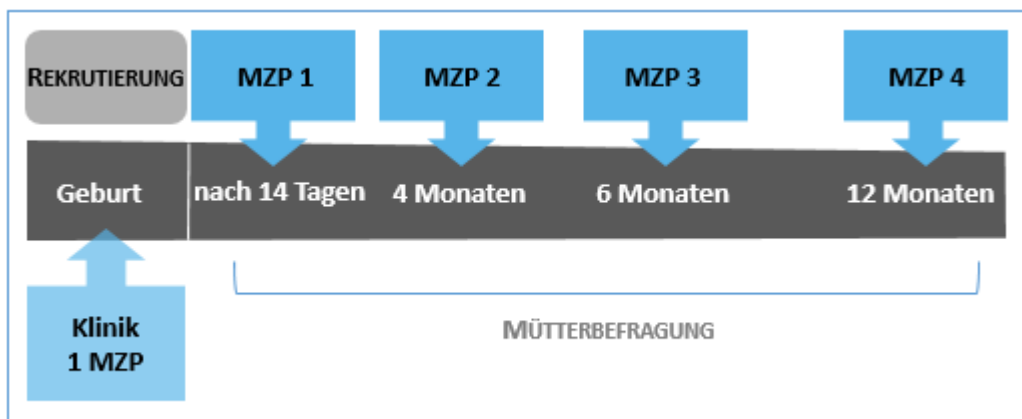 REKRUTIERUNG
MZP 1
MZP 2
MZP 3
MZP 4
Geburt
nach 14 Tagen
4 Monaten
6 Monaten
12 Monaten
Klinik
1 MZP
MÜTTERBEFRAGUNG